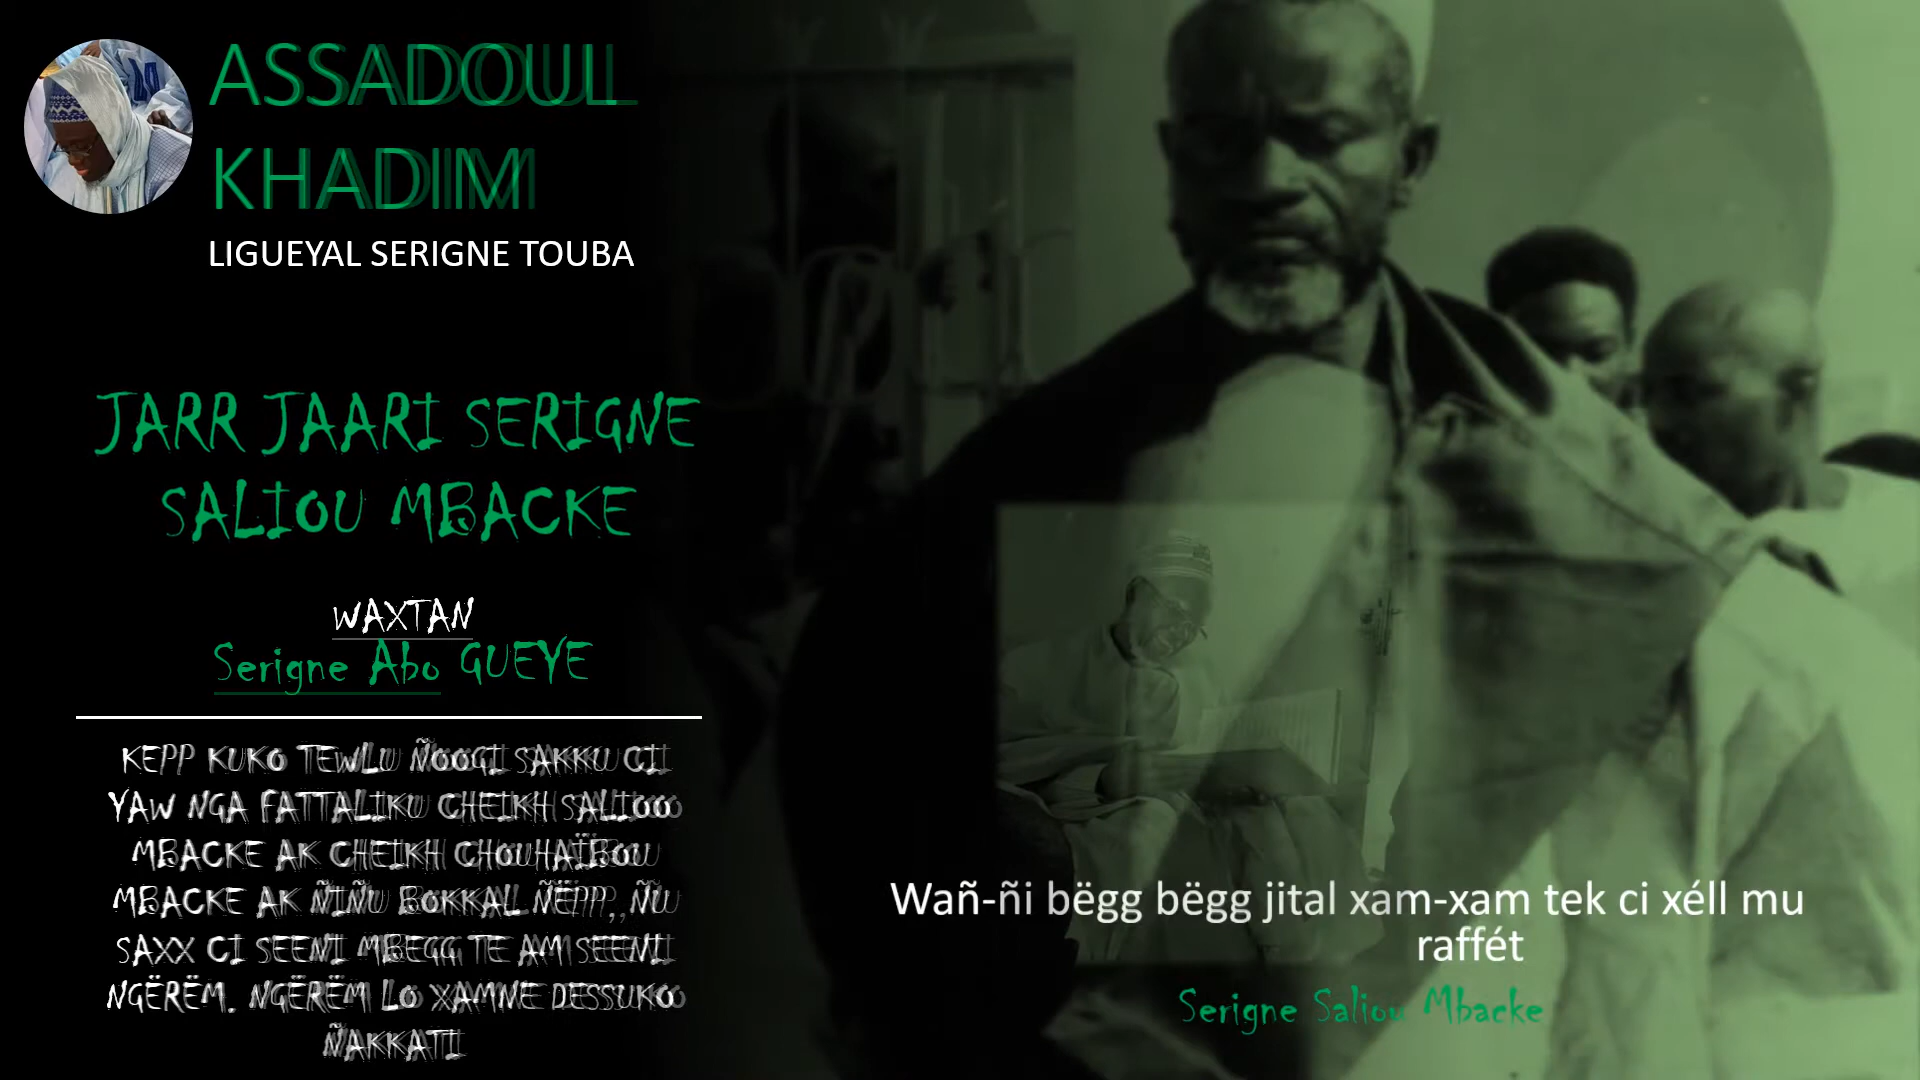 ASSADOUL
KHADIM
LIGUEYAL SERIGNE TOUBA
JARR JAARI SERIGNE
SALIOU MBACKE
WAXTAN
Serigne Abo GUEYE
KEPP KUKO TEWLU ÑOOGI SAKKU CI
YAW NGA FATTALIKU CHEIKH SALIOO
MBACKE AK CHEIKH CHOUHAÏBOU
MBACKE AK ÑIÑU BOKKAL ÑËPP, ÑU
SAXX CI SEENI MBEGG TE AM SEENI
NGËRËM. NGËRËM LO XAMNE DESSUKO
ÑAKKATI
Wañ-ñi bëgg bëgg jital xam-xam tek ci xéll mu
raffét
Serigne Saliou Mbacke